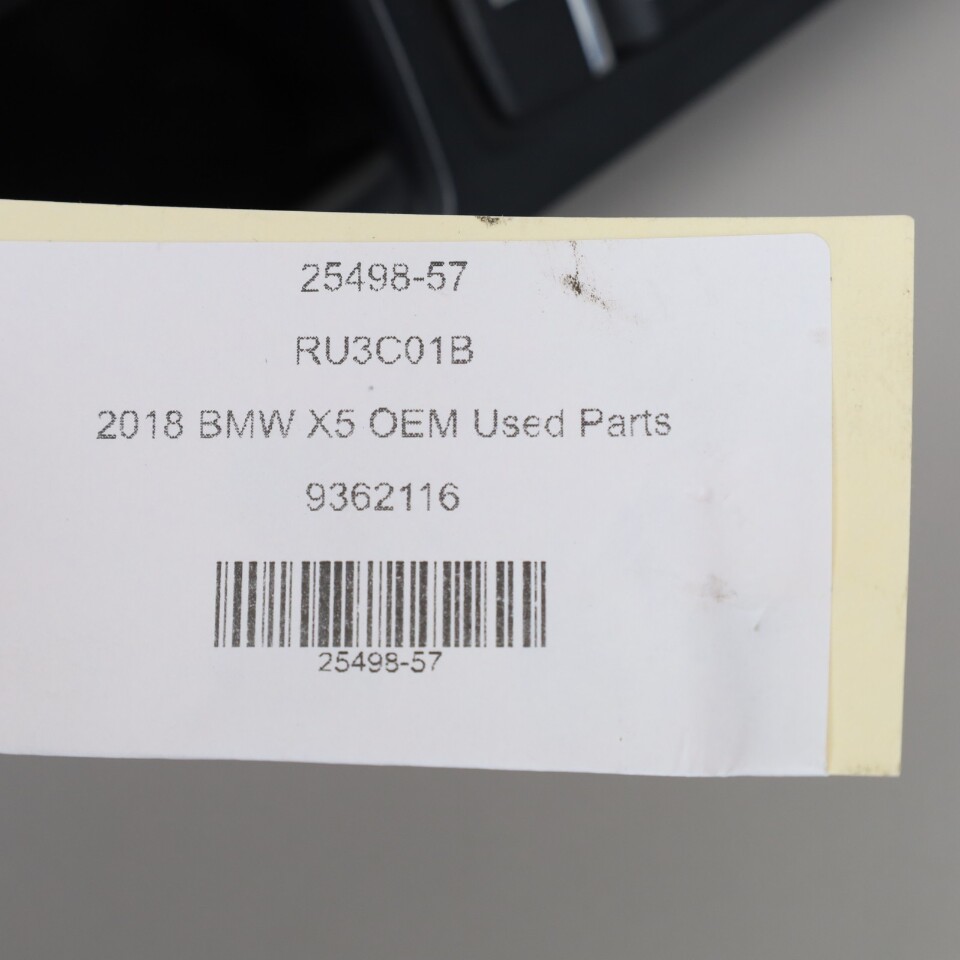 25498-57
RU3C01B
2018 BMW X5 OEM Used Parts
9362116
25498-57